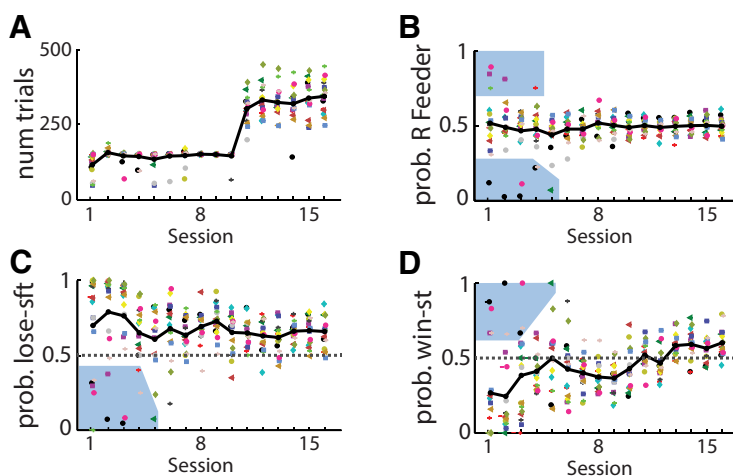 A
500
250
0
num trials
1
8
15
Session
B
1
0.5
0
prob. R Feeder
1
8
15
Session
C
1
0.5
0
prob. lose-sft
1
8
15
Session
D
1
0.5
0
prob. win-st
1
8
15
Session